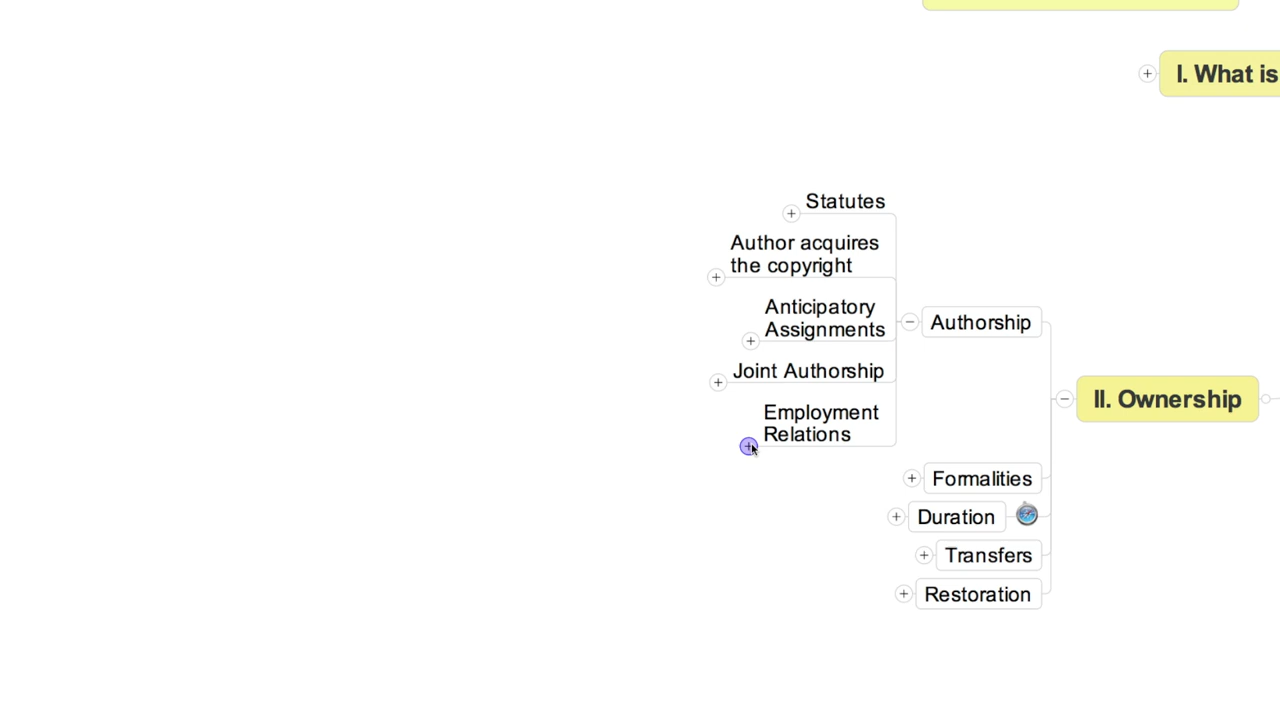 I. What is
Statutes
Author acquires
the copyright
Anticipatory
Assignments
Joint Authorship
Employment
Relations
Authorship
II. Ownership
Formalities
Duration
Transfers
Restoration